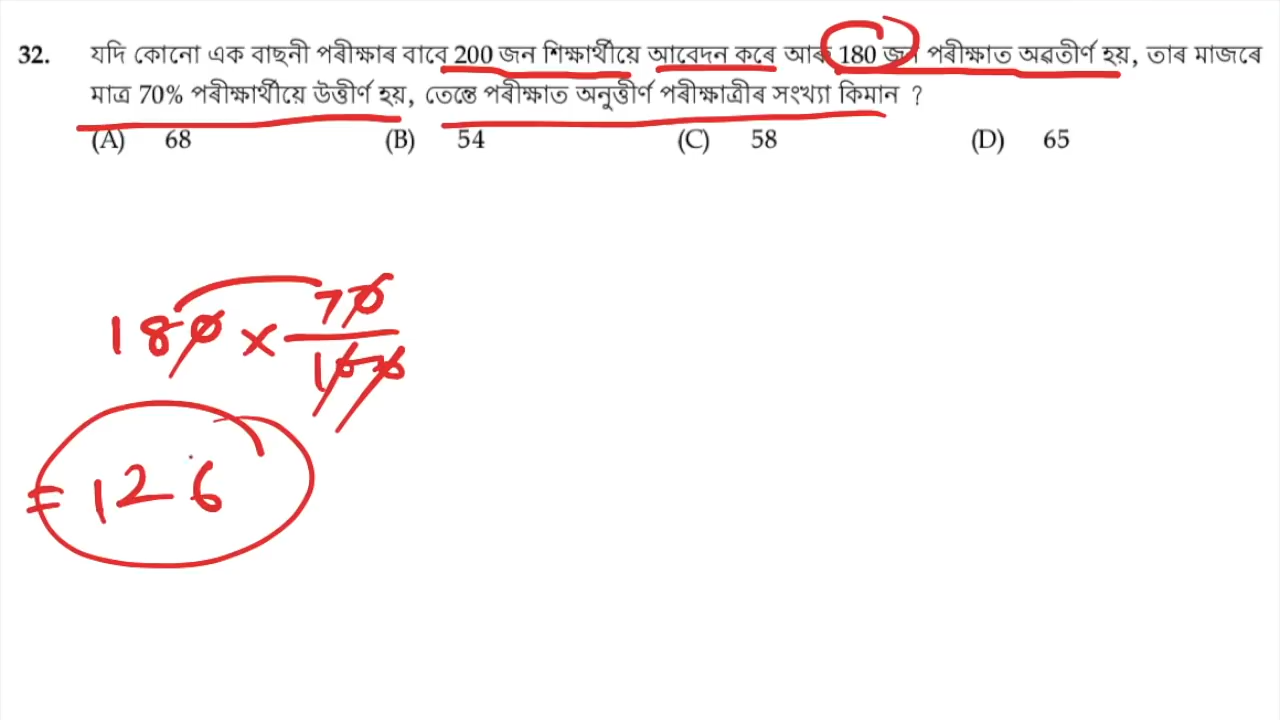 32. যদি কোনো এক বাছনী পৰীক্ষাৰ বাবে 200 জন শিক্ষাৰ্থীয়ে আবেদন কৰে আৰু 180 জন পৰীক্ষাত অৱতীৰ্ণ হয়, তাৰ মাজৰে
মাত্ৰ 70% পৰীক্ষাৰ্থীয়ে উত্তীৰ্ণ হয়, তেন্তে পৰীক্ষাত অনুত্তীৰ্ণ পৰীক্ষাত্ৰীৰ সংখ্যা কিমান ?
(A) 68 (B) 54 (C) 58 (D) 65
180 × 70
100
= 126